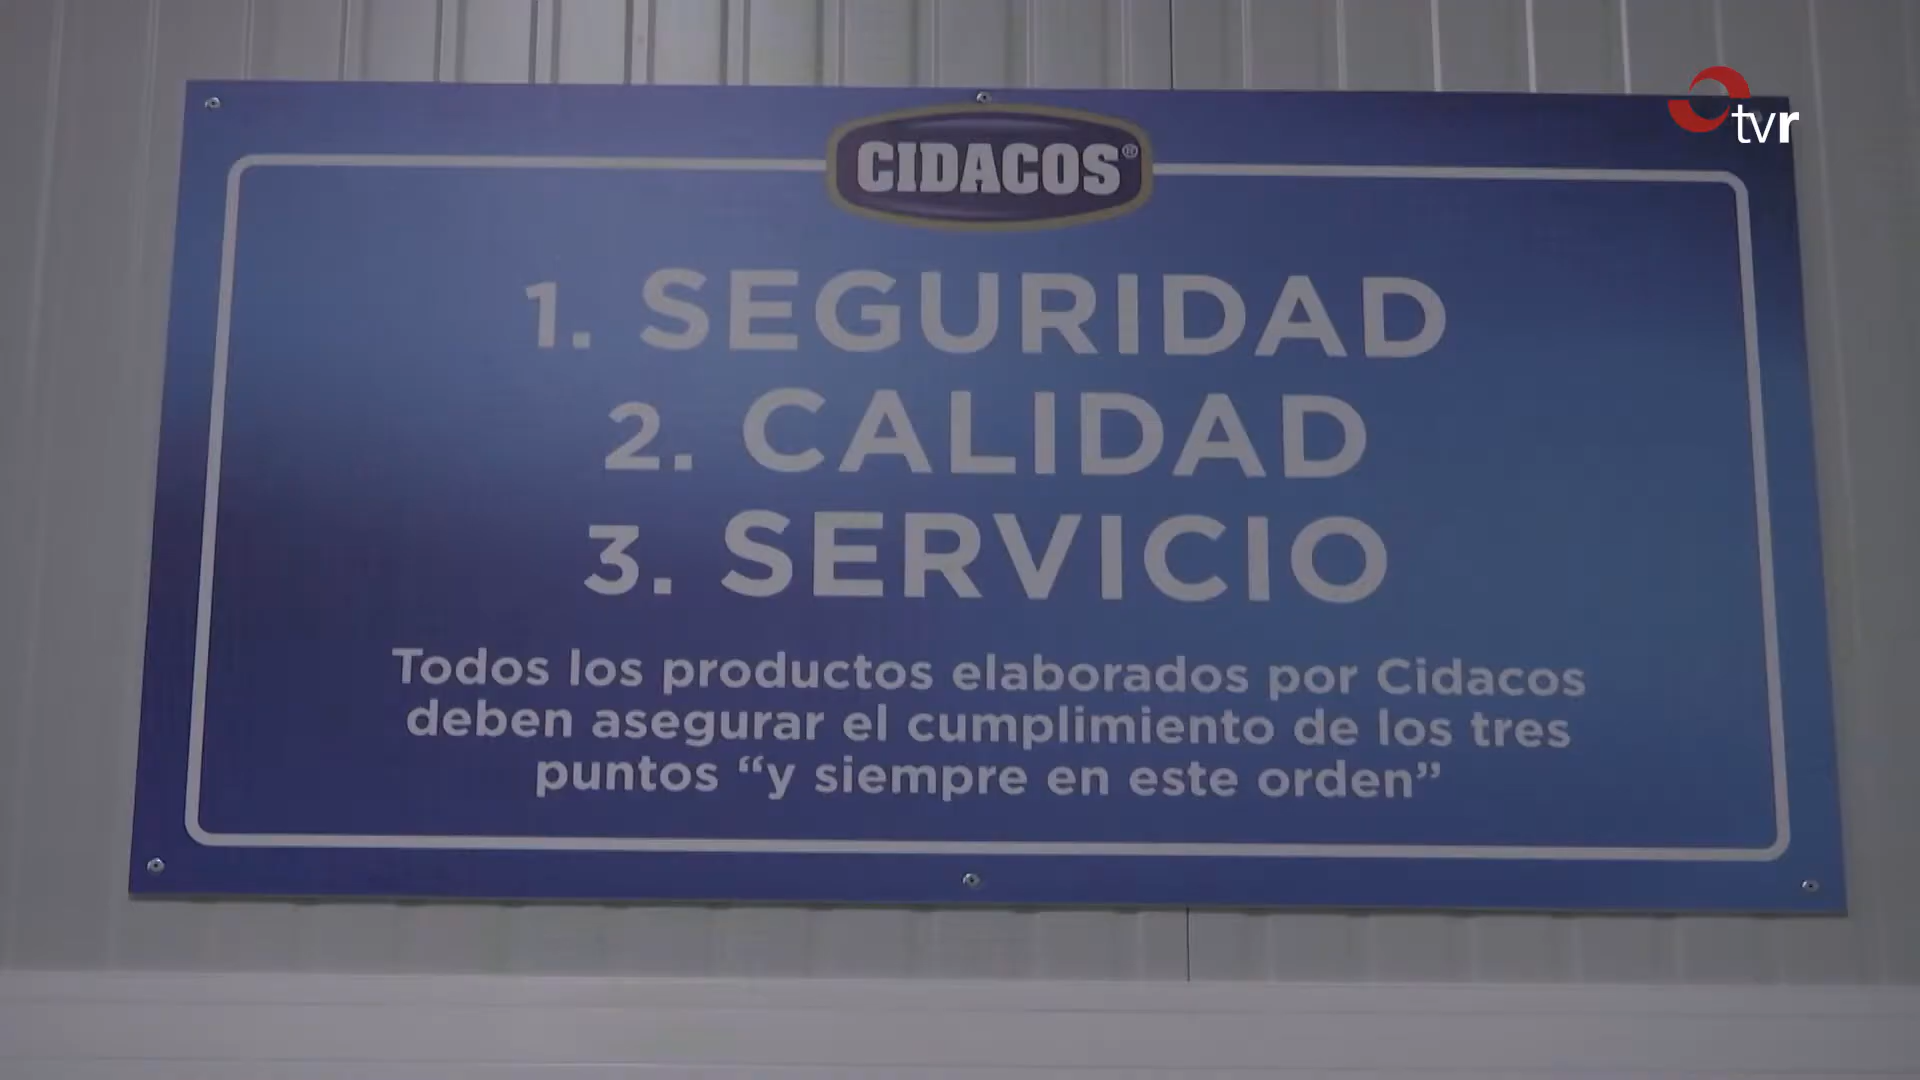 tvr
CIDACOS®
1. SEGURIDAD
2. CALIDAD
3. SERVICIO
Todos los productos elaborados por Cidacos
deben asegurar el cumplimiento de los tres
puntos “y siempre en este orden”